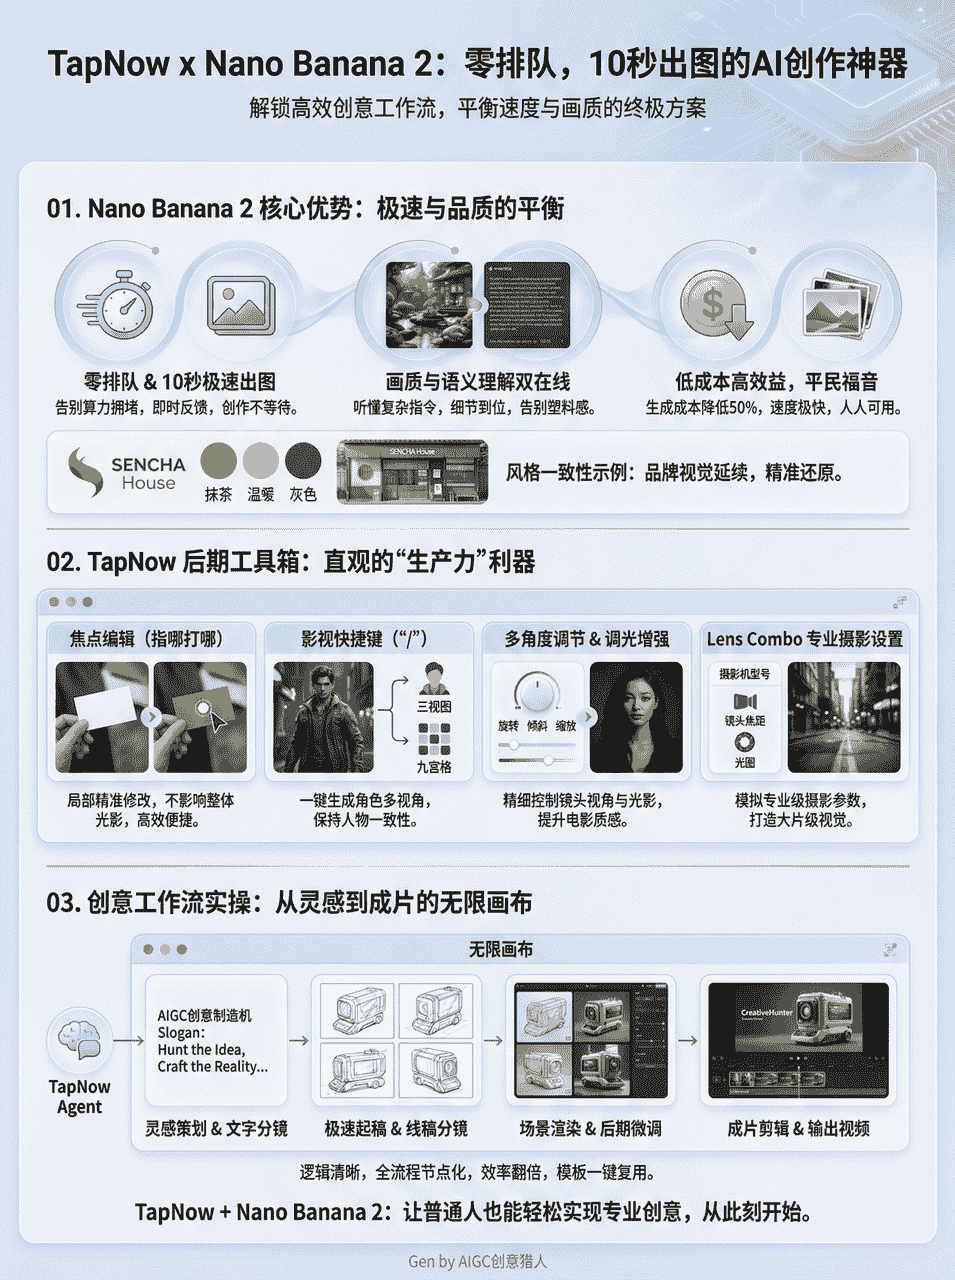 TapNow x Nano Banana 2：零排队，10秒出图的AI创作神器
解锁高效创意工作流，平衡速度与画质的终极方案
01. Nano Banana 2 核心优势：极速与品质的平衡
零排队 & 10秒极速出图
告别算力拥堵，即时反馈，创作不等待。
画质与语义理解双在线
听懂复杂指令，细节到位，告别塑料感。
低成本高效益，平民福音
生成成本降低50%，速度极快，人人可用。
SENCHA
House
抹茶
温暖
灰色
SENCHA House
风格一致性示例：品牌视觉延续，精准还原。
02. TapNow 后期工具箱：直观的“生产力”利器
焦点编辑（指哪打哪）
局部精准修改，不影响整体
光影，高效便捷。
影视快捷键（“/”）
三视图
九宫格
一键生成角色多视角，
保持人物一致性。
多角度调节 & 调光增强
旋转 倾斜 缩放
精细控制镜头视角与光影，
提升电影质感。
Lens Combo 专业摄影设置
摄影机型号
镜头焦距
光圈
模拟专业级摄影参数，
打造大片级视觉。
03. 创意工作流实操：从灵感到成片的无限画布
无限画布
TapNow
Agent
AIGC创意制造机
Slogan：
Hunt the Idea,
Craft the Reality...
灵感策划 & 文字分镜
极速起稿 & 线稿分镜
场景渲染 & 后期微调
CreativeHunter
成片剪辑 & 输出视频
逻辑清晰，全流程节点化，效率翻倍，模板一键复用。
TapNow + Nano Banana 2：让普通人也能轻松实现专业创意，从此刻开始。
Gen by AIGC创意猎人